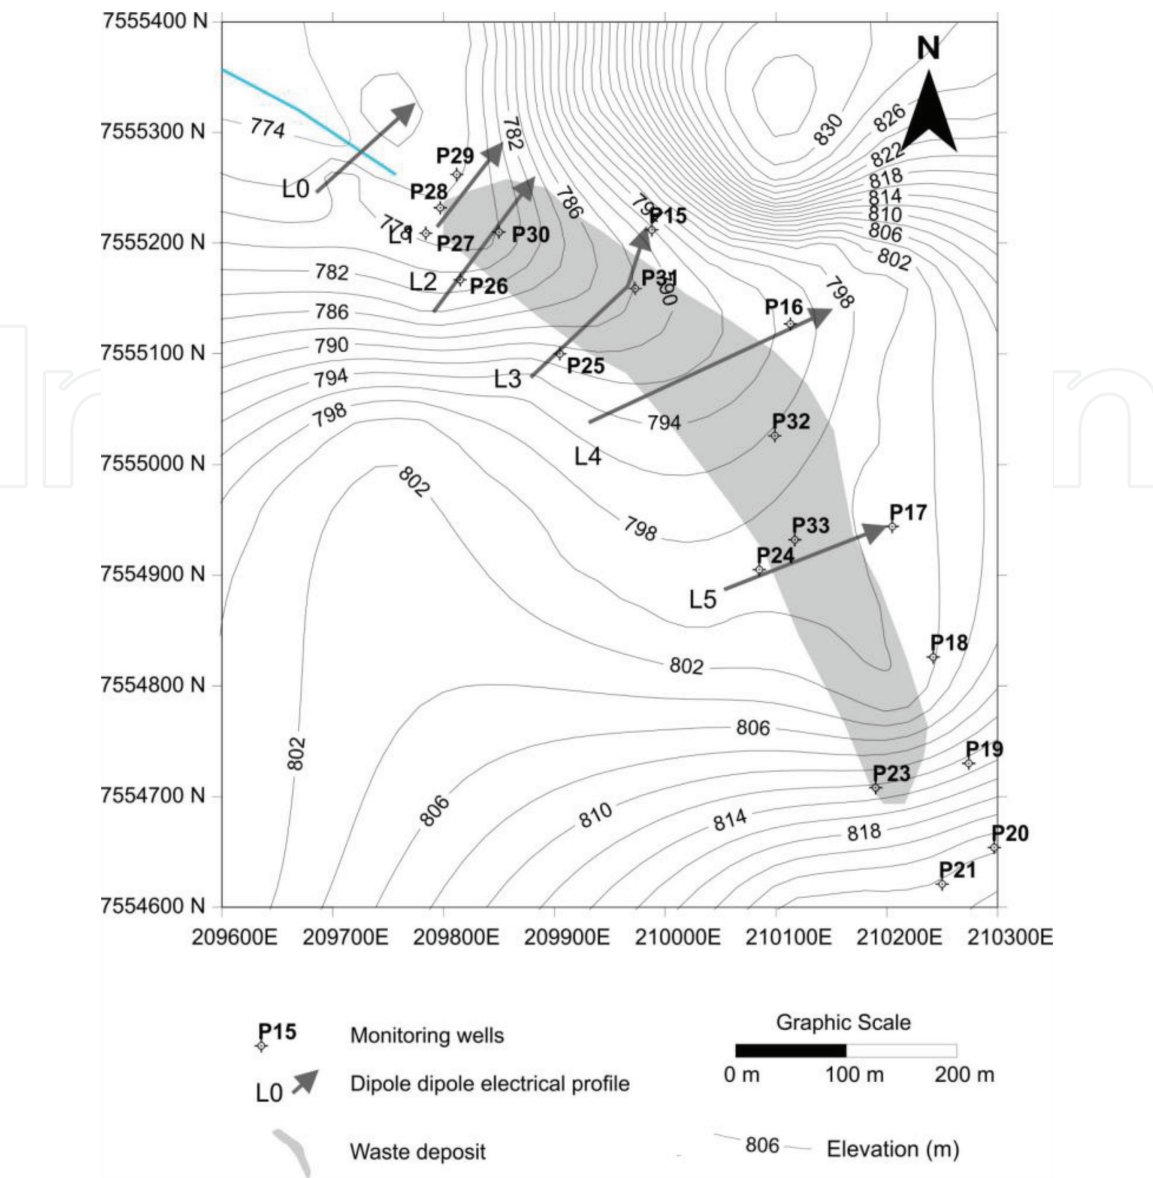 7555400 N
N
782
830
826
774
7555300 N
822
P29
818
L0
P28
814
786
810
P15
778
806
7555200 N
L1
P27
P30
802
782
L2
P26
P31
790
798
786
P16
790
7555100 N
P25
794
L3
798
794
P32
L4
7555000 N
802
798
P33
P17
P24
7554900 N
L5
P18
802
7554800 N
806
802
P19
P23
7554700 N
806
810
814
818
P20
P21
7554600 N
209600E 209700E 209800E 209900E 210000E 210100E 210200E 210300E
P15 Monitoring wells
L0 Dipole dipole electrical profile
Waste deposit
Graphic Scale
0 m 100 m 200 m
806 Elevation (m)